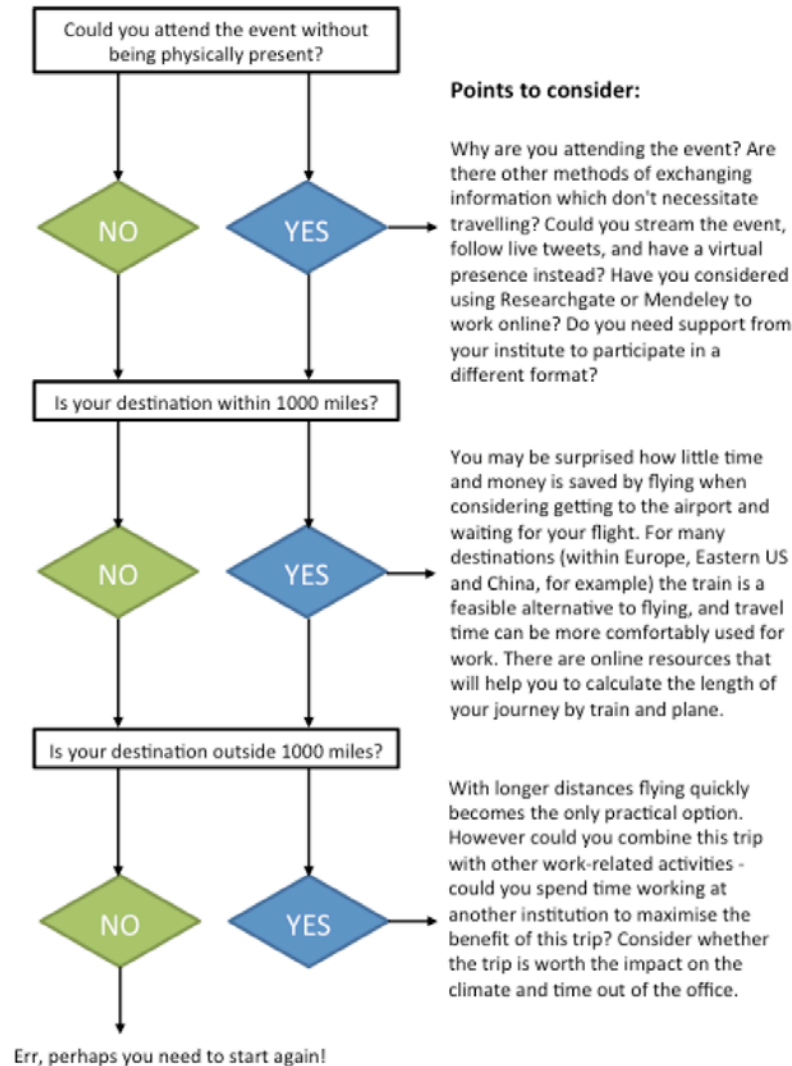 Could you attend the event without
being physically present?
Points to consider:
NO
YES
Why are you attending the event? Are
there other methods of exchanging
information which don't necessitate
travelling? Could you stream the event,
follow live tweets, and have a virtual
presence instead? Have you considered
using Researchgate or Mendeley to
work online? Do you need support from
your institute to participate in a
different format?
Is your destination within 1000 miles?
NO
YES
You may be surprised how little time
and money is saved by flying when
considering getting to the airport and
waiting for your flight. For many
destinations (within Europe, Eastern US
and China, for example) the train is a
feasible alternative to flying, and travel
time can be more comfortably used for
work. There are online resources that
will help you to calculate the length of
your journey by train and plane.
Is your destination outside 1000 miles?
NO
YES
With longer distances flying quickly
becomes the only practical option.
However could you combine this trip
with other work-related activities -
could you spend time working at
another institution to maximise the
benefit of this trip? Consider whether
the trip is worth the impact on the
climate and time out of the office.
Err, perhaps you need to start again!